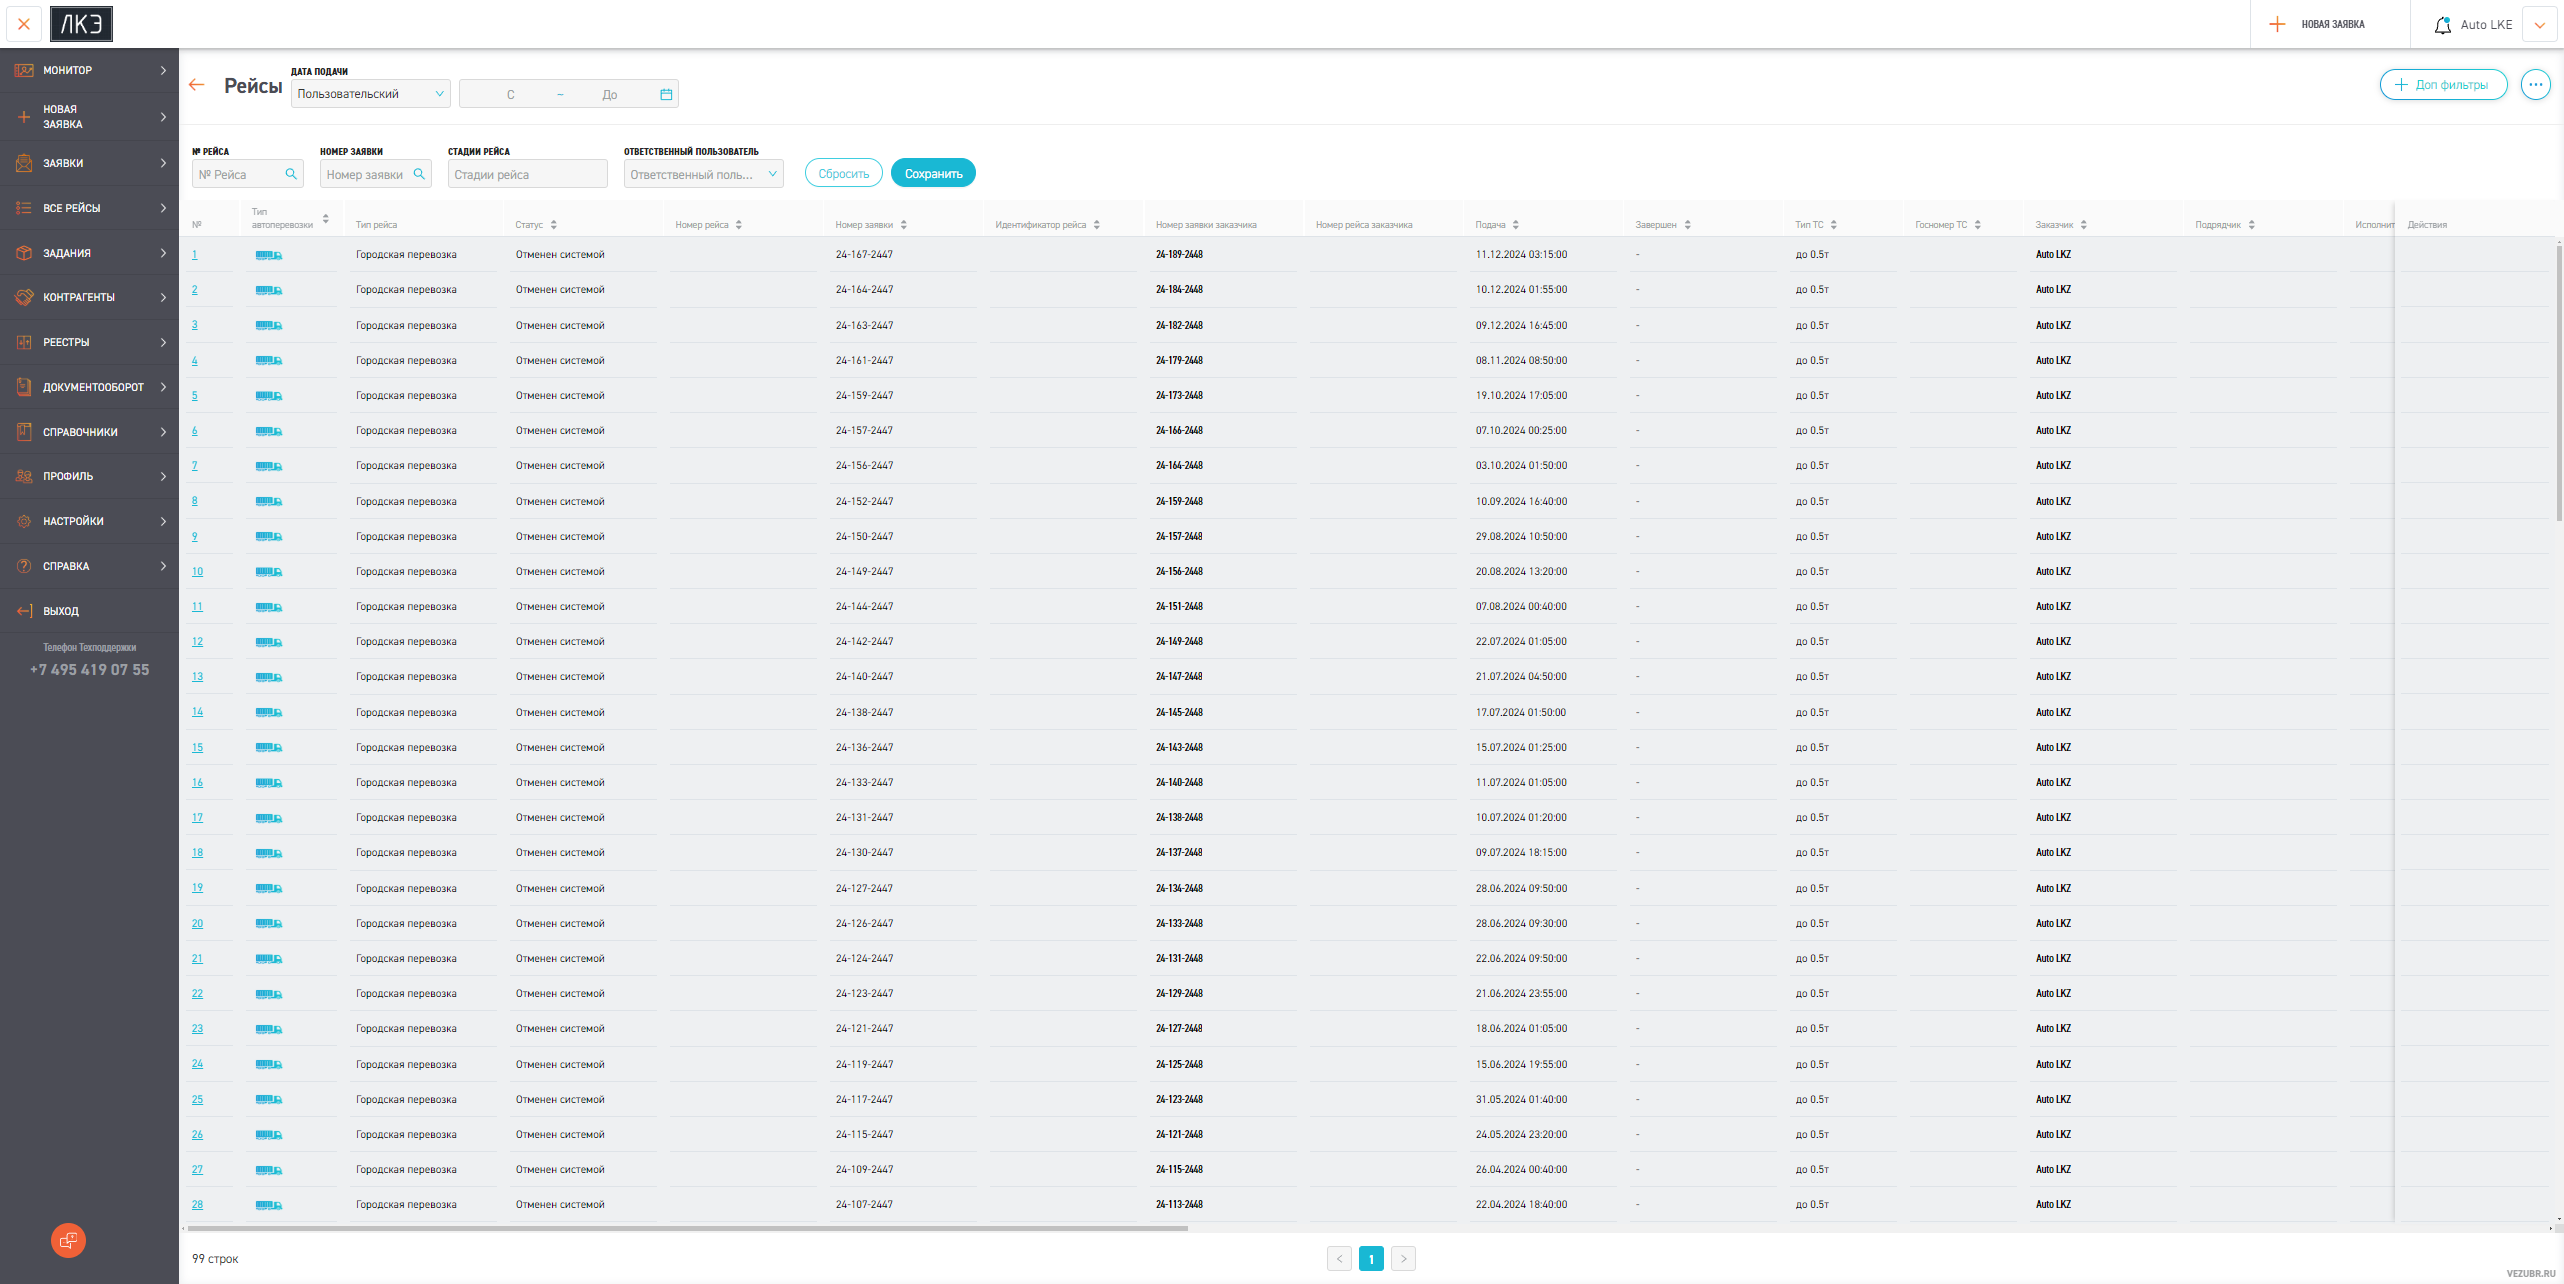 ЛКЭ
НОВАЯ ЗАЯВКА
Auto LKE
МОНИТОР
НОВАЯ
ЗАЯВКА
ЗАЯВКИ
ВСЕ РЕЙСЫ
ЗАДАНИЯ
КОНТРАГЕНТЫ
РЕЕСТРЫ
ДОКУМЕНТООБОРОТ
СПРАВОЧНИКИ
ПРОФИЛЬ
НАСТРОЙКИ
СПРАВКА
ВЫХОД
Телефон Техподдержки
+7 495 419 07 55
Рейсы
ДАТА ПОДАЧИ
Пользовательский
С ~ До
Доп фильтры
№ РЕЙСА
№ Рейса
НОМЕР ЗАЯВКИ
Номер заявки
СТАДИИ РЕЙСА
Стадии рейса
ОТВЕТСТВЕННЫЙ ПОЛЬЗОВАТЕЛЬ
Ответственный поль...
Сбросить
Сохранить
№ Тип автоперевозки Тип рейса Статус Номер рейса Номер заявки Идентификатор рейса Номер заявки заказчика Номер рейса заказчика Подача Завершен Тип ТС Госномер ТС Заказчик Подрядчик Исполнит Действия
1 Городская перевозка Отменен системой 24-167-2447 24-189-2448 11.12.2024 03:15:00 - до 0.5т Auto LKZ
2 Городская перевозка Отменен системой 24-164-2447 24-184-2448 10.12.2024 01:55:00 - до 0.5т Auto LKZ
3 Городская перевозка Отменен системой 24-163-2447 24-182-2448 09.12.2024 16:45:00 - до 0.5т Auto LKZ
4 Городская перевозка Отменен системой 24-161-2447 24-179-2448 08.11.2024 08:50:00 - до 0.5т Auto LKZ
5 Городская перевозка Отменен системой 24-159-2447 24-173-2448 19.10.2024 17:05:00 - до 0.5т Auto LKZ
6 Городская перевозка Отменен системой 24-157-2447 24-166-2448 07.10.2024 00:25:00 - до 0.5т Auto LKZ
7 Городская перевозка Отменен системой 24-156-2447 24-164-2448 03.10.2024 01:50:00 - до 0.5т Auto LKZ
8 Городская перевозка Отменен системой 24-152-2447 24-159-2448 10.09.2024 16:40:00 - до 0.5т Auto LKZ
9 Городская перевозка Отменен системой 24-150-2447 24-157-2448 29.08.2024 10:50:00 - до 0.5т Auto LKZ
10 Городская перевозка Отменен системой 24-149-2447 24-156-2448 20.08.2024 13:20:00 - до 0.5т Auto LKZ
11 Городская перевозка Отменен системой 24-144-2447 24-151-2448 07.08.2024 00:40:00 - до 0.5т Auto LKZ
12 Городская перевозка Отменен системой 24-142-2447 24-149-2448 22.07.2024 01:05:00 - до 0.5т Auto LKZ
13 Городская перевозка Отменен системой 24-140-2447 24-147-2448 21.07.2024 04:50:00 - до 0.5т Auto LKZ
14 Городская перевозка Отменен системой 24-138-2447 24-145-2448 17.07.2024 01:50:00 - до 0.5т Auto LKZ
15 Городская перевозка Отменен системой 24-136-2447 24-143-2448 15.07.2024 01:25:00 - до 0.5т Auto LKZ
16 Городская перевозка Отменен системой 24-133-2447 24-140-2448 11.07.2024 01:05:00 - до 0.5т Auto LKZ
17 Городская перевозка Отменен системой 24-131-2447 24-138-2448 10.07.2024 01:20:00 - до 0.5т Auto LKZ
18 Городская перевозка Отменен системой 24-130-2447 24-137-2448 09.07.2024 18:15:00 - до 0.5т Auto LKZ
19 Городская перевозка Отменен системой 24-127-2447 24-134-2448 28.06.2024 09:50:00 - до 0.5т Auto LKZ
20 Городская перевозка Отменен системой 24-126-2447 24-133-2448 28.06.2024 09:30:00 - до 0.5т Auto LKZ
21 Городская перевозка Отменен системой 24-124-2447 24-131-2448 22.06.2024 09:50:00 - до 0.5т Auto LKZ
22 Городская перевозка Отменен системой 24-123-2447 24-129-2448 21.06.2024 23:55:00 - до 0.5т Auto LKZ
23 Городская перевозка Отменен системой 24-121-2447 24-127-2448 18.06.2024 01:05:00 - до 0.5т Auto LKZ
24 Городская перевозка Отменен системой 24-119-2447 24-125-2448 15.06.2024 19:55:00 - до 0.5т Auto LKZ
25 Городская перевозка Отменен системой 24-117-2447 24-123-2448 31.05.2024 01:40:00 - до 0.5т Auto LKZ
26 Городская перевозка Отменен системой 24-115-2447 24-121-2448 24.05.2024 23:20:00 - до 0.5т Auto LKZ
27 Городская перевозка Отменен системой 24-109-2447 24-115-2448 26.04.2024 00:40:00 - до 0.5т Auto LKZ
28 Городская перевозка Отменен системой 24-107-2447 24-113-2448 22.04.2024 18:40:00 - до 0.5т Auto LKZ
99 строк
1
VEZUBR.RU